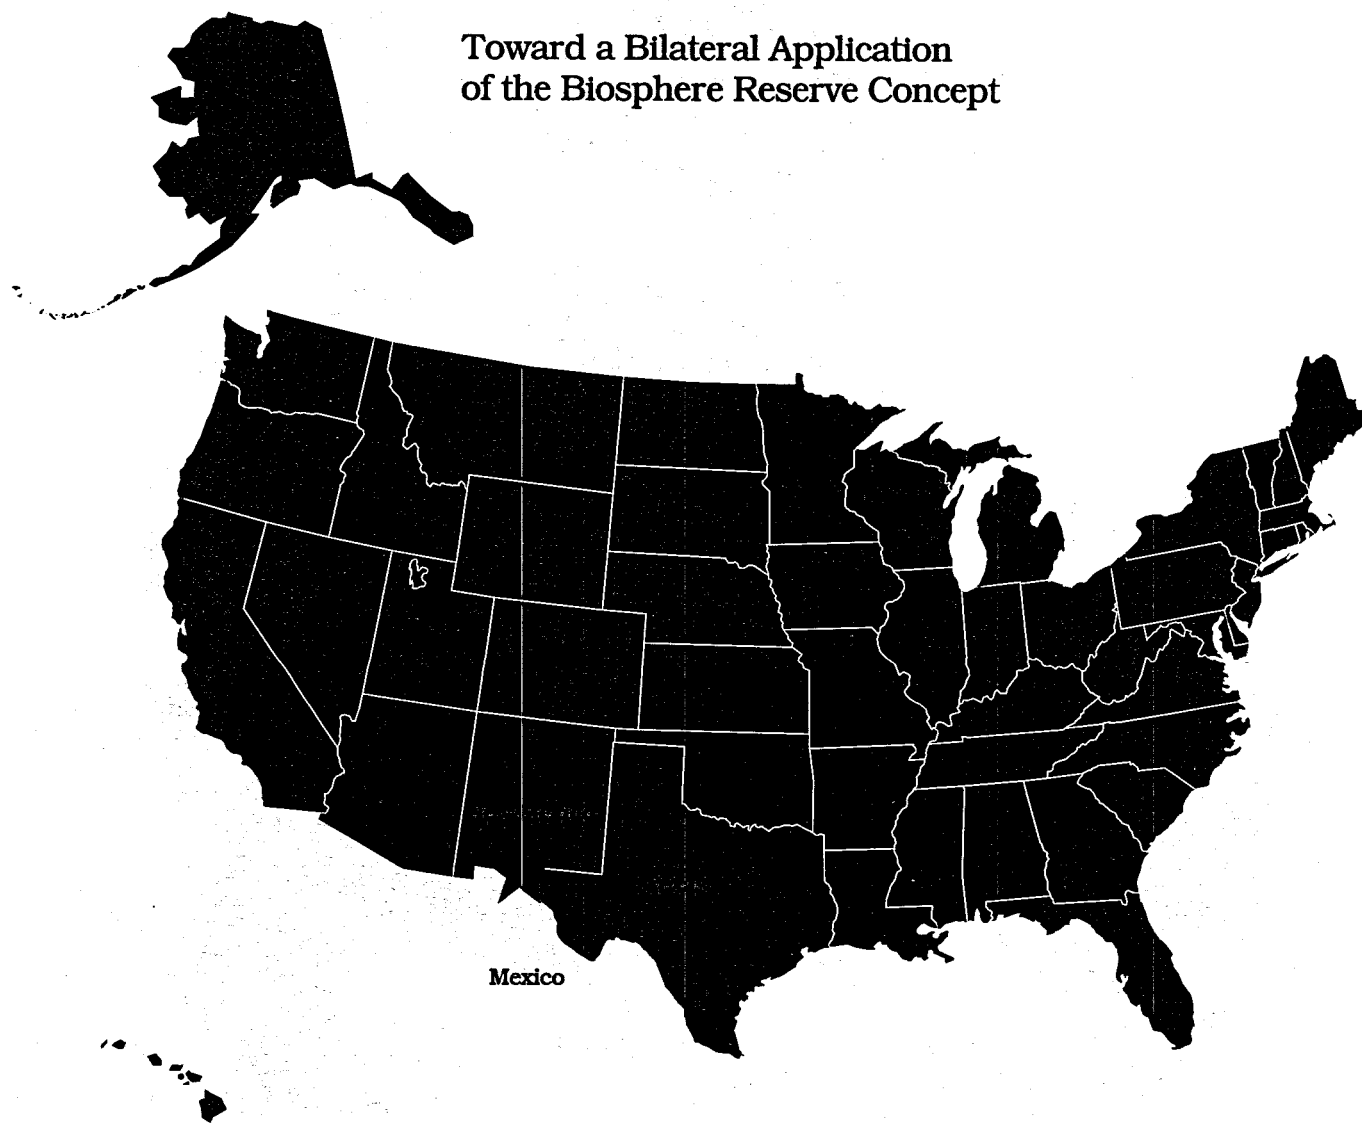 Toward a Bilateral Application
of the Biosphere Reserve Concept
Mexico